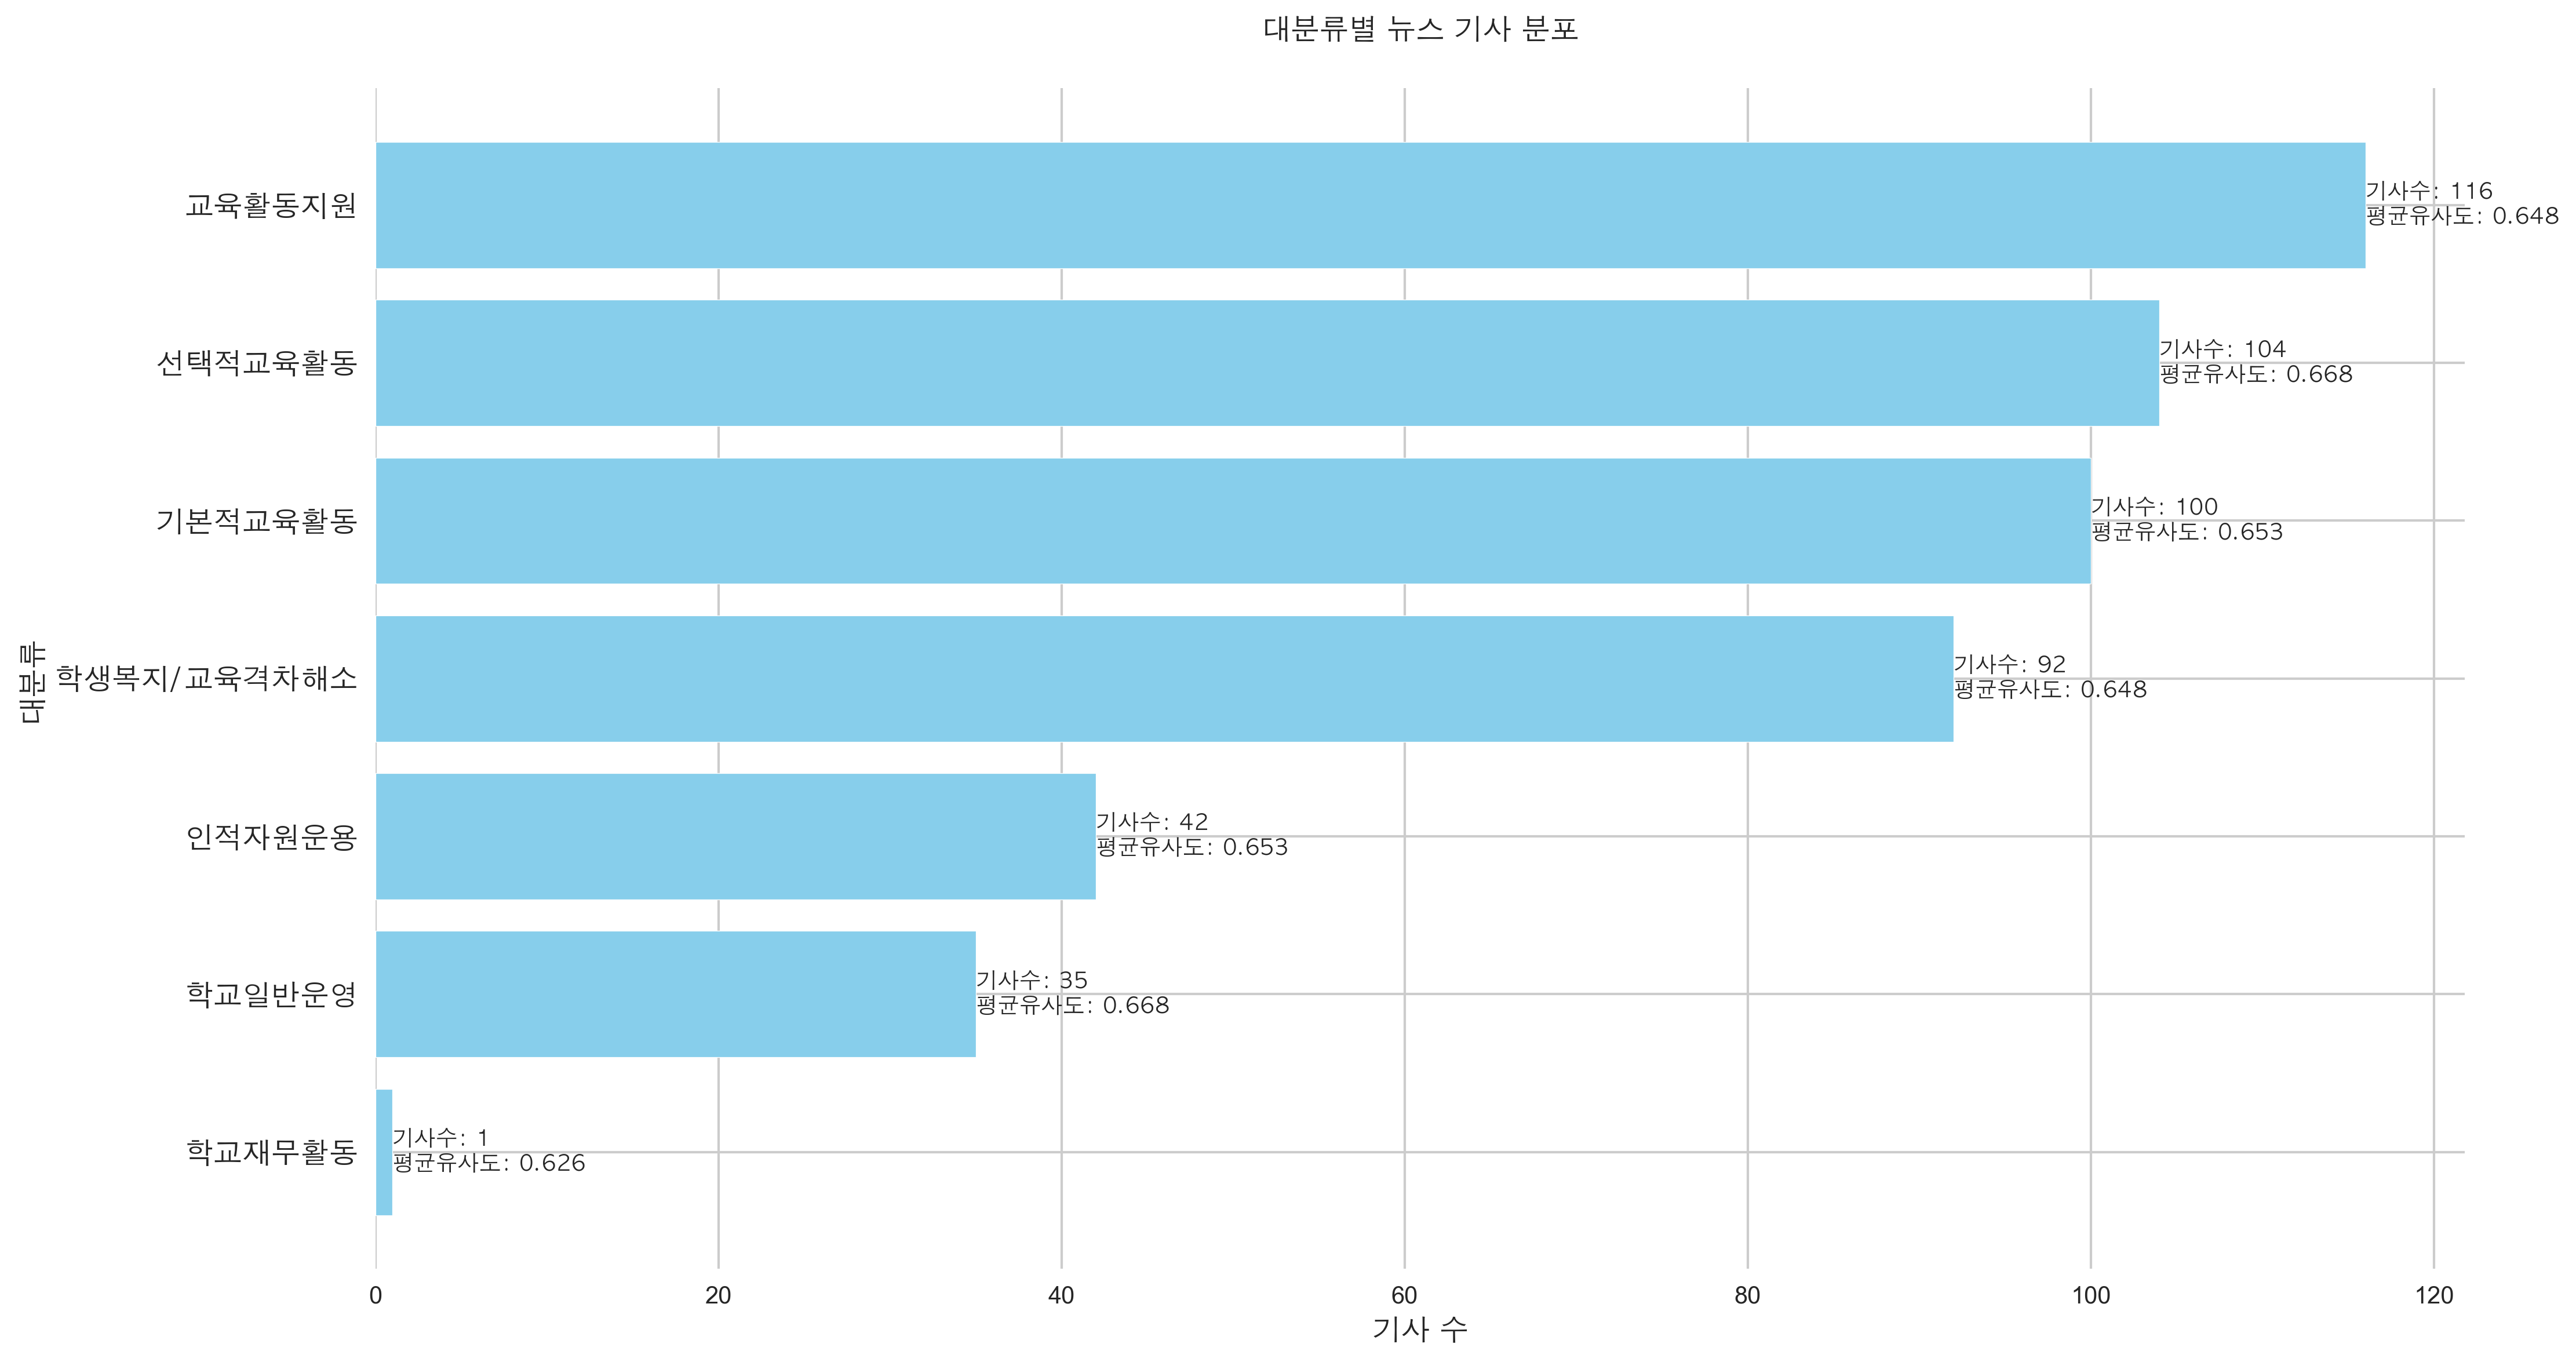 대분류별 뉴스 기사 분포
교육활동지원
기사수: 116
평균유사도: 0.648
선택적교육활동
기사수: 104
평균유사도: 0.668
기본적교육활동
기사수: 100
평균유사도: 0.653
대분류
학생복지/교육격차해소
기사수: 92
평균유사도: 0.648
인적자원운용
기사수: 42
평균유사도: 0.653
학교일반운영
기사수: 35
평균유사도: 0.668
학교재무활동
기사수: 1
평균유사도: 0.626
0 20 40 60 80 100 120
기사 수